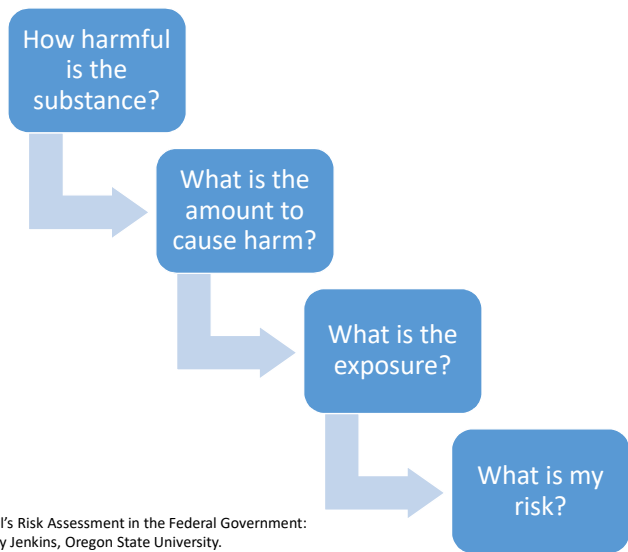 How harmful
is the
substance?
What is the
amount to
cause harm?
What is the
exposure?
What is my
risk?
l's Risk Assessment in the Federal Government:
y Jenkins, Oregon State University.